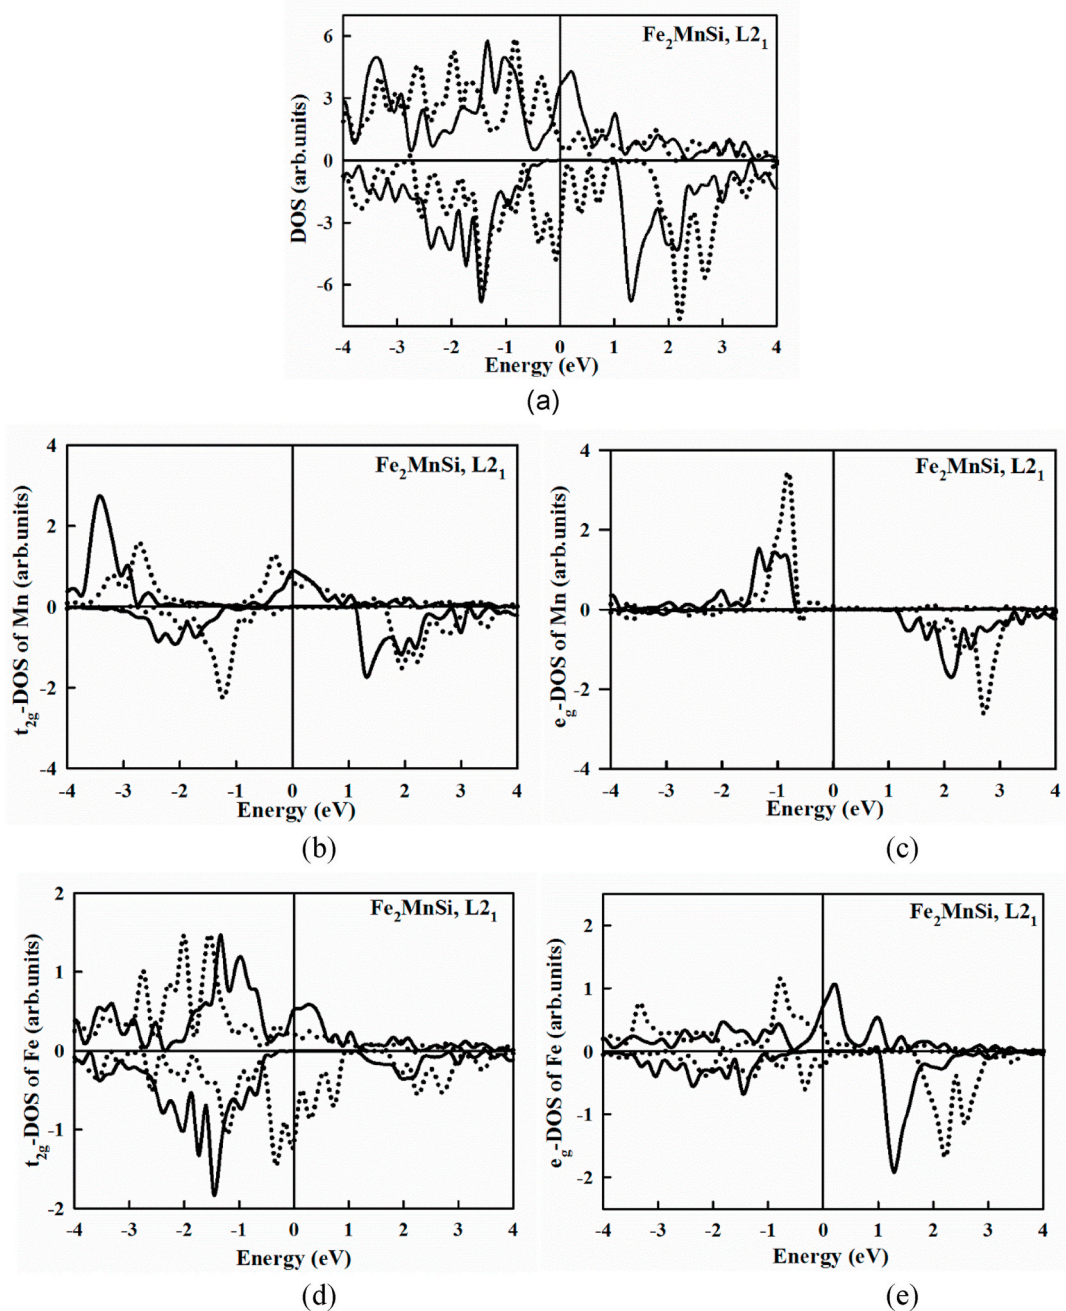 Fe₂MnSi, L2₁
DOS (arb.units)
6
3
0
-3
-6
-4 -3 -2 -1 0 1 2 3 4
Energy (eV)
(a)
Fe₂MnSi, L2₁
t₂g-DOS of Mn (arb.units)
4
2
0
-2
-4
-4 -3 -2 -1 0 1 2 3 4
Energy (eV)
(b)
Fe₂MnSi, L2₁
e_g-DOS of Mn (arb.units)
4
2
0
-2
-4
-4 -3 -2 -1 0 1 2 3 4
Energy (eV)
(c)
Fe₂MnSi, L2₁
t₂g-DOS of Fe (arb.units)
2
1
0
-1
-2
-4 -3 -2 -1 0 1 2 3 4
Energy (eV)
(d)
Fe₂MnSi, L2₁
e_g-DOS of Fe (arb.units)
2
1
0
-1
-2
-4 -3 -2 -1 0 1 2 3 4
Energy (eV)
(e)